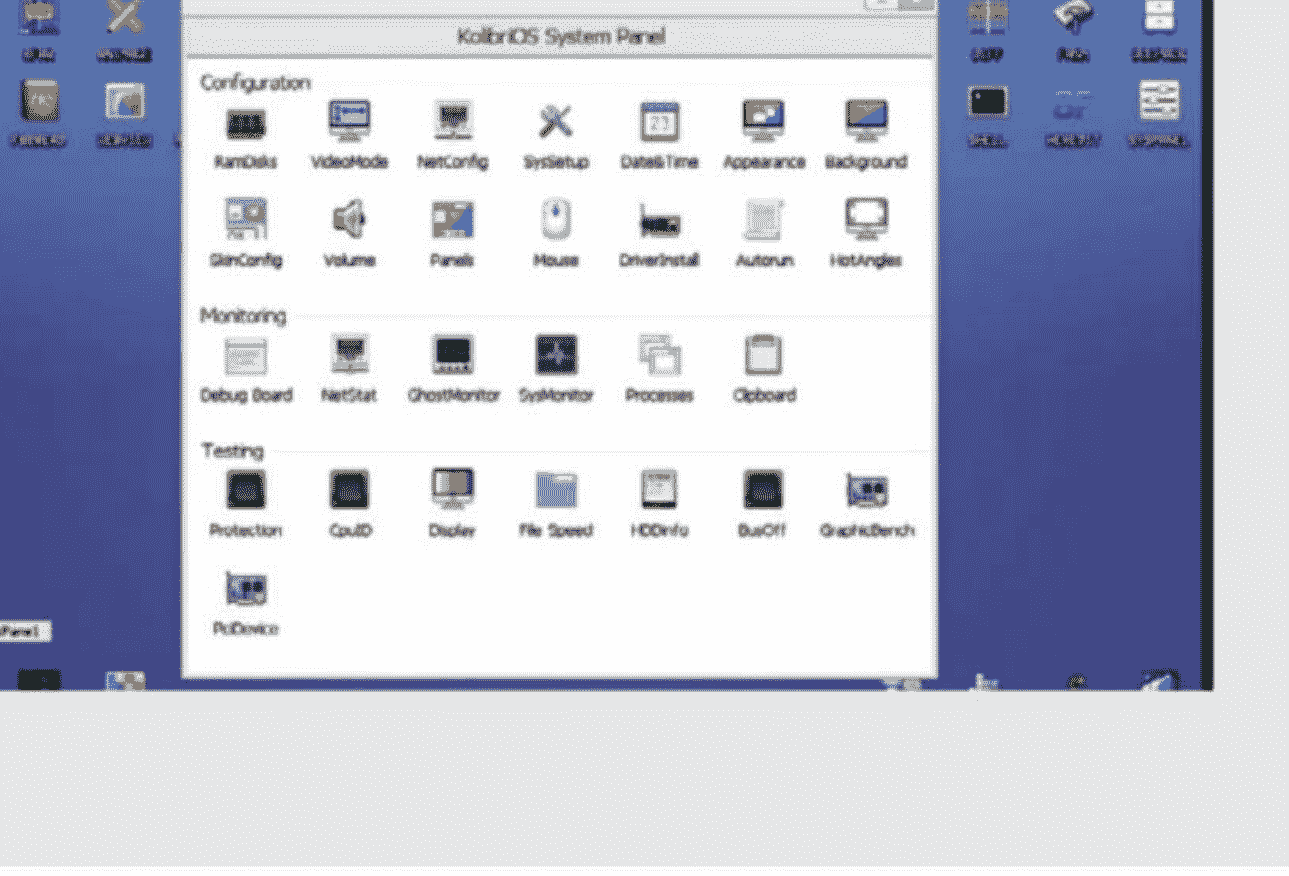 KolibriOS System Panel
Configuration
RamDisks VideoMode NetConfig SysSetup Date&Time Appearance Background
SkinConfig Volume Panels Mouse DriverInstall Autorun HotAngles
Monitoring
Debug Board NetStat GhostMonitor SysMonitor Processes Clipboard
Testing
Protection CpuID Display File Speed HDDinfo GraphicBench
PciDevice
SHELL